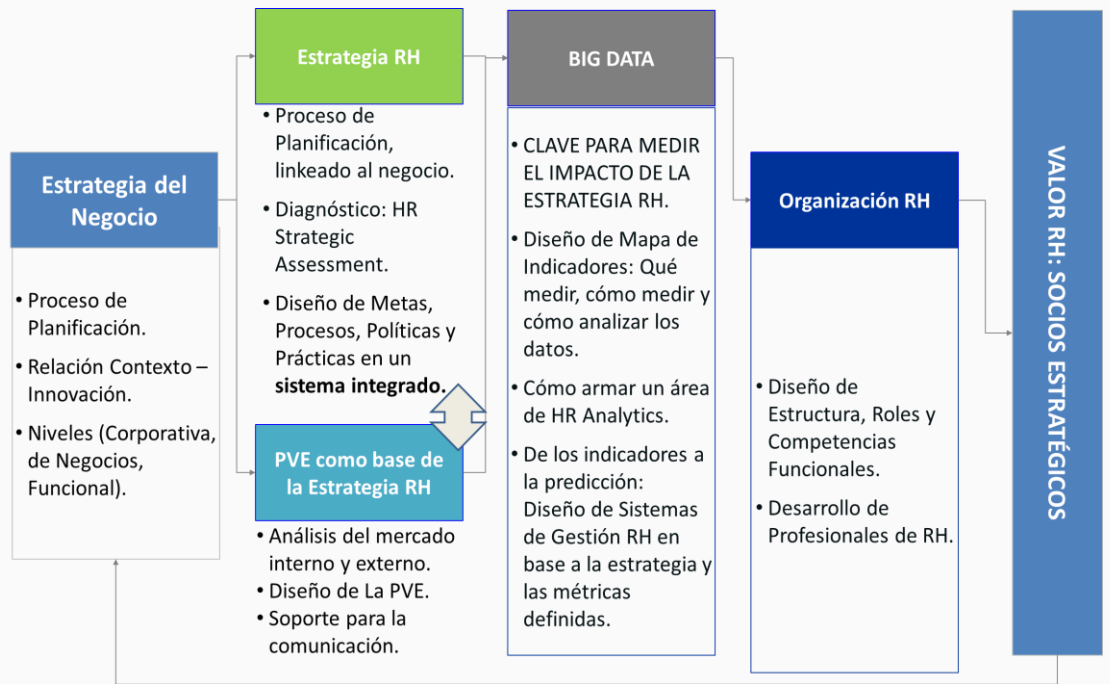 Estrategia del
Negocio
• Proceso de
Planificación.
• Relación Contexto –
Innovación.
• Niveles (Corporativa,
de Negocios,
Funcional).
Estrategia RH
• Proceso de
Planificación,
linkeado al negocio.
• Diagnóstico: HR
Strategic
Assessment.
• Diseño de Metas,
Procesos, Políticas y
Prácticas en un
sistema integrado.
PVE como base de
la Estrategia RH
• Análisis del mercado
interno y externo.
• Diseño de La PVE.
• Soporte para la
comunicación.
BIG DATA
• CLAVE PARA MEDIR
EL IMPACTO DE LA
ESTRATEGIA RH.
• Diseño de Mapa de
Indicadores: Qué
medir, cómo medir y
cómo analizar los
datos.
• Cómo armar un área
de HR Analytics.
• De los indicadores a
la predicción:
Diseño de Sistemas
de Gestión RH en
base a la estrategia y
las métricas
definidas.
Organización RH
• Diseño de
Estructura, Roles y
Competencias
Funcionales.
• Desarrollo de
Profesionales de RH.
VALOR RH: SOCIOS ESTRATÉGICOS